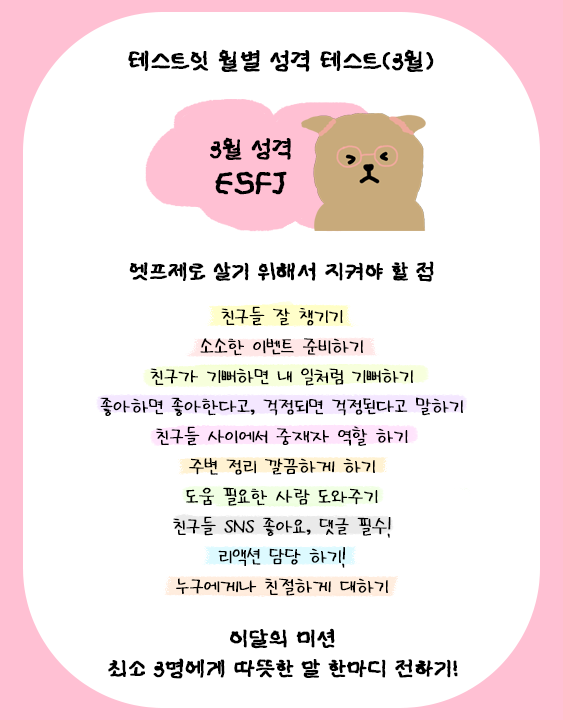 테스트잇 월별 성격 테스트(3월)
3월 성격
ESFJ
엣프제로 살기 위해서 지켜야 할 점
친구들 잘 챙기기
소소한 이벤트 준비하기
친구가 기뻐하면 내 일처럼 기뻐하기
좋아하면 좋아한다고, 걱정되면 걱정된다고 말하기
친구들 사이에서 중재자 역할 하기
주변 정리 깔끔하게 하기
도움 필요한 사람 도와주기
친구들 SNS 좋아요, 댓글 필수!
리액션 담당 하기!
누구에게나 친절하게 대하기
이달의 미션
최소 3명에게 따뜻한 말 한마디 전하기!